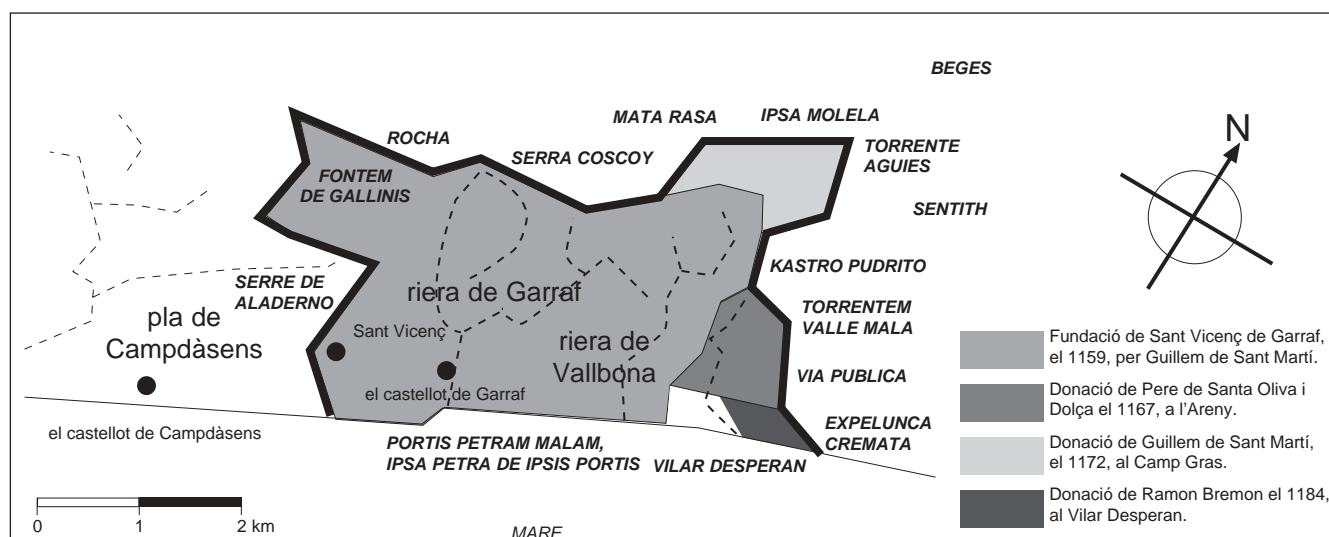 BEGES
MATA RASA
IPSA MOLELA
ROCHA
SERRA COSCOY
TORRENTE
AGUIES
N
FONTEM
DE GALLINIS
SENTITH
SERRE DE
ALADERNO
riera de Garraf
KASTRO PUDRITO
pla de
Campdàsens
Sant Vicenç
riera de
Vallbona
TORRENTEM
VALLE MALA
el castellot de Garraf
VIA PUBLICA
el castellot de Campdàsens
PORTIS PETRAM MALAM,
IPSA PETRA DE IPSIS PORTIS
VILAR DESPERAN
EXPELUNCA
CREMATA
MARE
0 1 2 km
Fundació de Sant Vicenç de Garraf,
el 1159, per Guillem de Sant Martí.
Donació de Pere de Santa Oliva i
Dolça el 1167, a l'Areny.
Donació de Guillem de Sant Martí,
el 1172, al Camp Gras.
Donació de Ramon Bremon el 1184,
al Vilar Desperan.